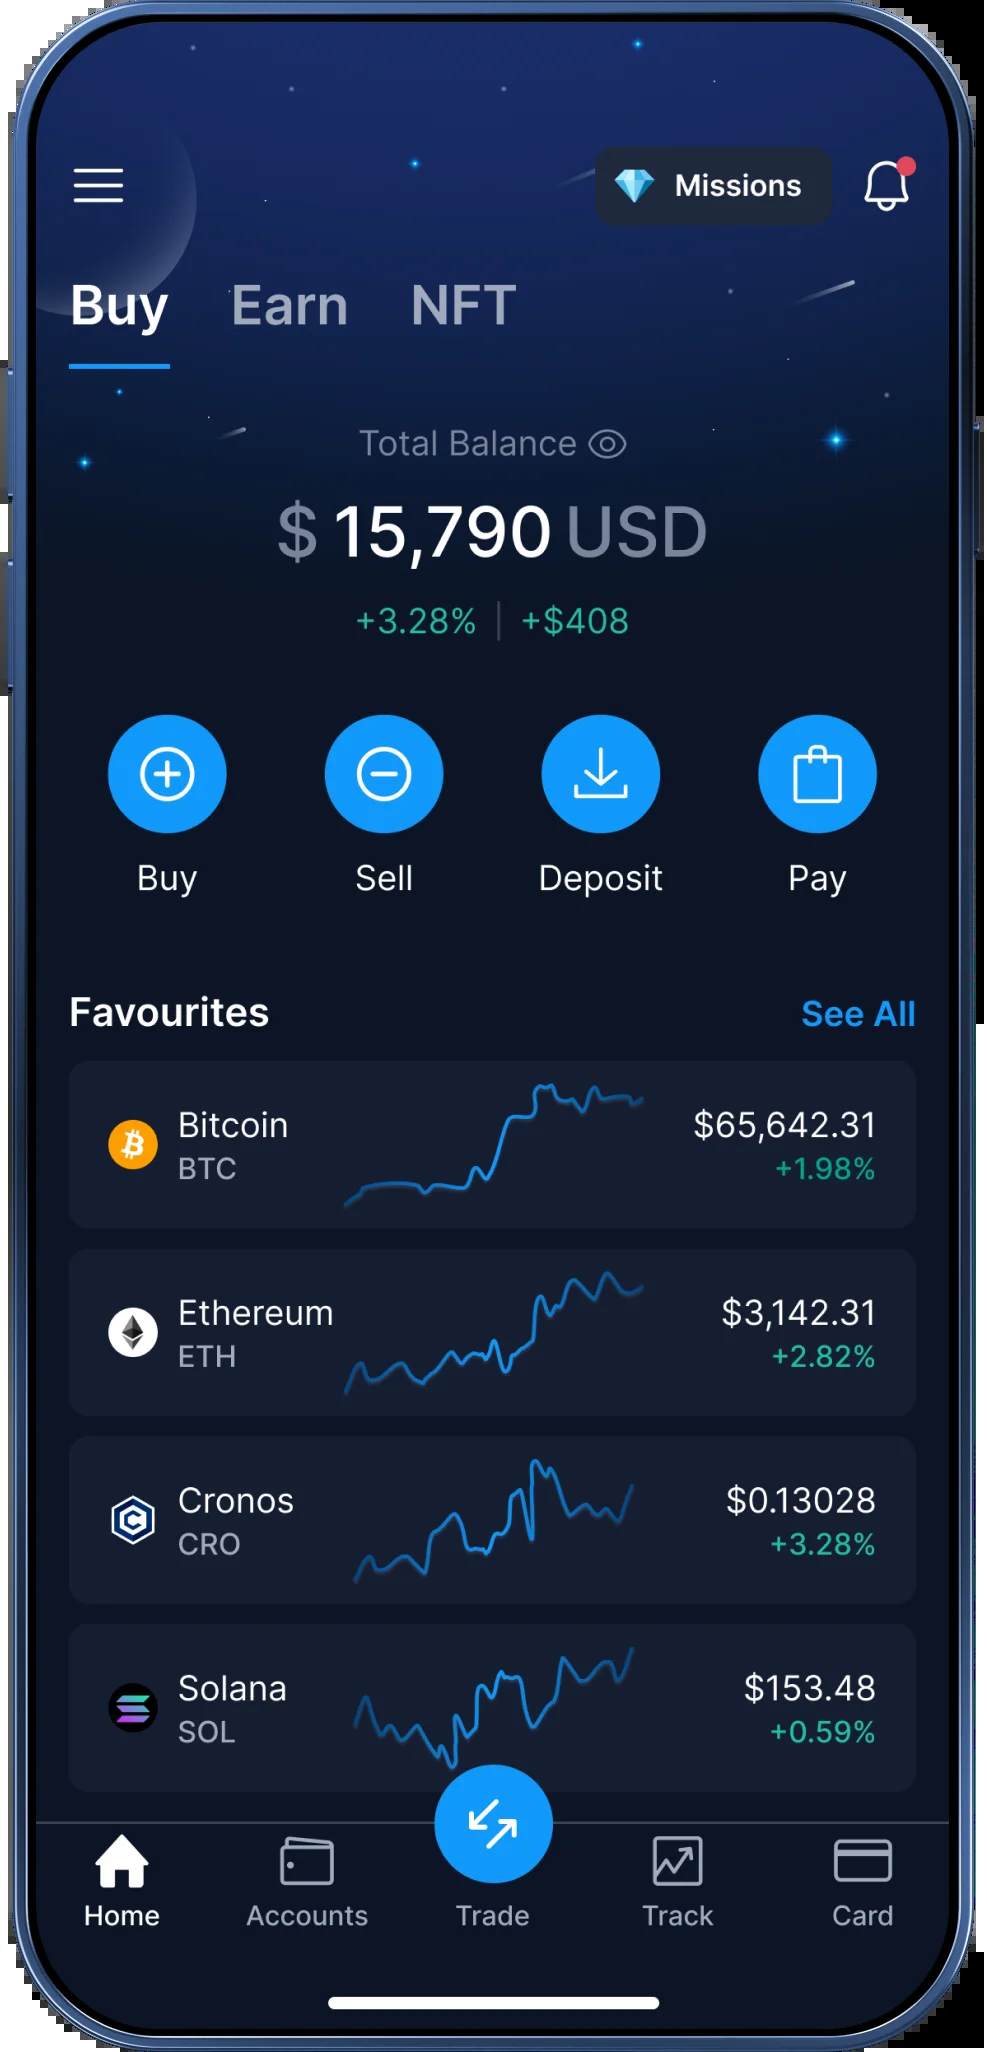 Missions
Buy Earn NFT
Total Balance
$ 15,790 USD
+3.28% | +$408
Buy Sell Deposit Pay
Favourites See All
Bitcoin $65,642.31
BTC +1.98%
Ethereum $3,142.31
ETH +2.82%
Cronos $0.13028
CRO +3.28%
Solana $153.48
SOL +0.59%
Home Accounts Trade Track Card